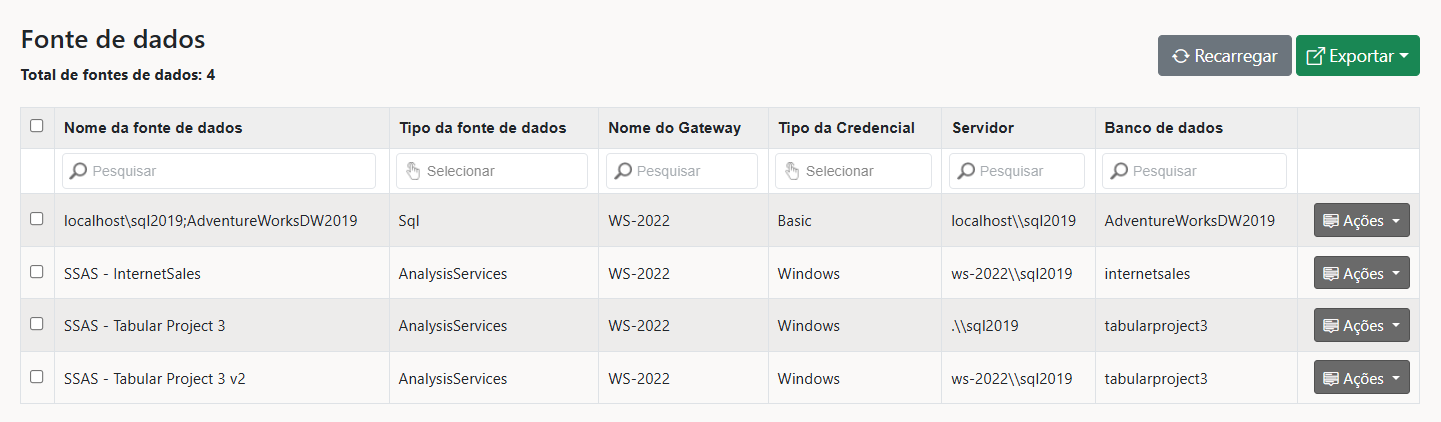 Fonte de dados
Total de fontes de dados: 4
Recarregar Exportar
Nome da fonte de dados Tipo da fonte de dados Nome do Gateway Tipo da Credencial Servidor Banco de dados
Pesquisar Selecionar Pesquisar Selecionar Pesquisar Pesquisar
localhost\sql2019;AdventureWorksDW2019 Sql WS-2022 Basic localhost\\sql2019 AdventureWorksDW2019 Ações
SSAS - InternetSales AnalysisServices WS-2022 Windows ws-2022\\sql2019 internetsales Ações
SSAS - Tabular Project 3 AnalysisServices WS-2022 Windows .\\sql2019 tabularproject3 Ações
SSAS - Tabular Project 3 v2 AnalysisServices WS-2022 Windows ws-2022\\sql2019 tabularproject3 Ações